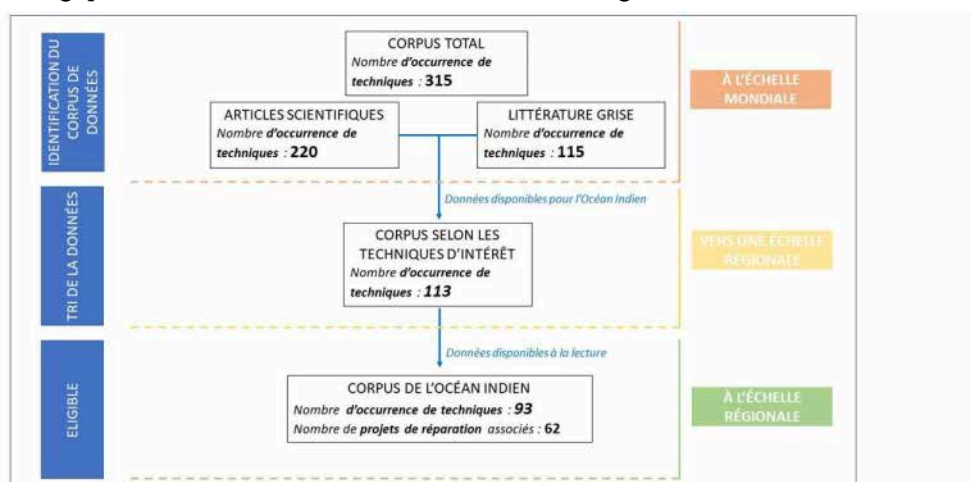 IDENTIFICATION DU
CORPUS DE
DONNÉES
CORPUS TOTAL
Nombre d'occurrence de
techniques : 315
À L'ÉCHELLE
MONDIALE
ARTICLES SCIENTIFIQUES
Nombre d'occurrence de
techniques : 220
LITTÉRATURE GRISE
Nombre d'occurrence de
techniques : 115
TRI DE LA DONNÉES
Données disponibles pour l'Océan Indien
CORPUS SELON LES
TECHNIQUES D'INTÉRÊT
Nombre d'occurrence de
techniques : 113
VERS UNE ÉCHELLE
RÉGIONALE
ELIGIBLE
Données disponibles à la lecture
CORPUS DE L'OCÉAN INDIEN
Nombre d'occurrence de techniques : 93
Nombre de projets de réparation associés : 62
À L'ÉCHELLE
RÉGIONALE